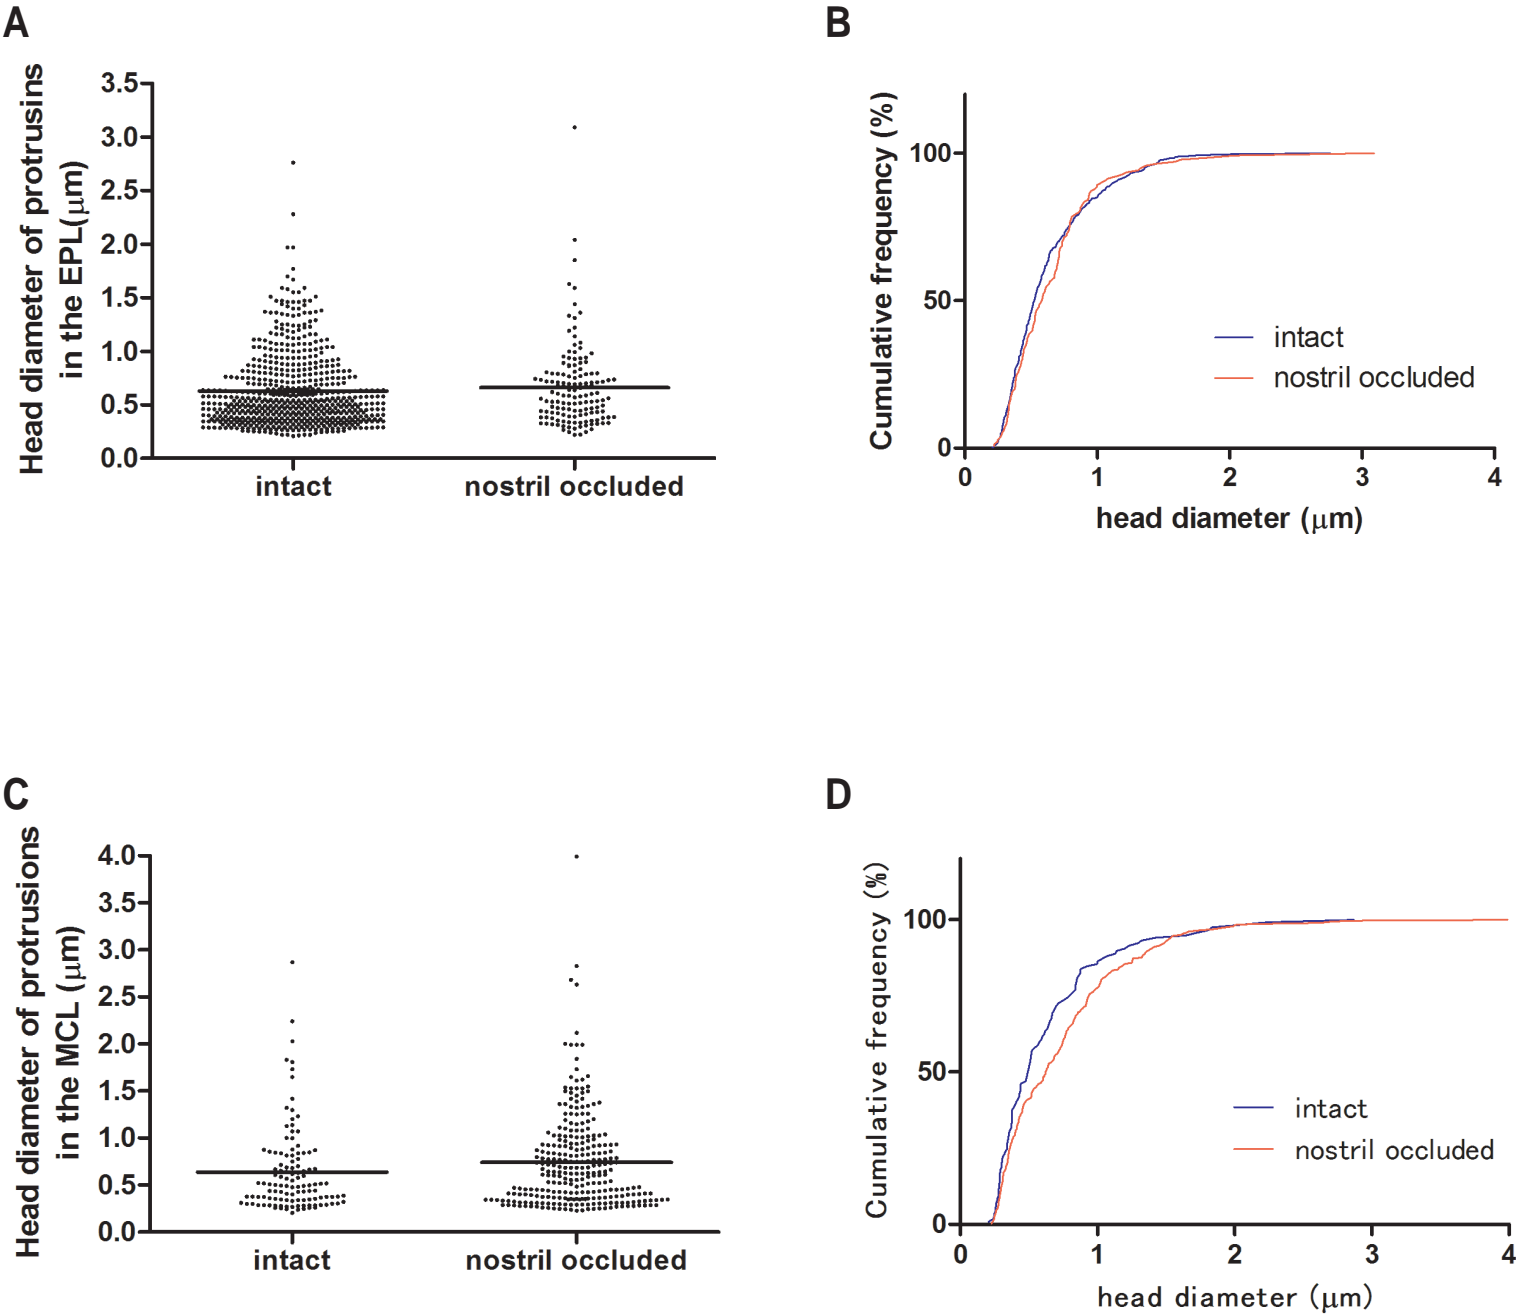 A
Head diameter of protrusins
in the EPL(μm)
3.5
3.0
2.5
2.0
1.5
1.0
0.5
0.0
intact
nostril occluded
B
Cumulative frequency (%)
100
50
0
0
1
2
3
4
head diameter (μm)
intact
nostril occluded
C
Head diameter of protrusions
in the MCL (μm)
4.0
3.5
3.0
2.5
2.0
1.5
1.0
0.5
0.0
intact
nostril occluded
D
Cumulative frequency (%)
100
50
0
0
1
2
3
4
head diameter (μm)
intact
nostril occluded